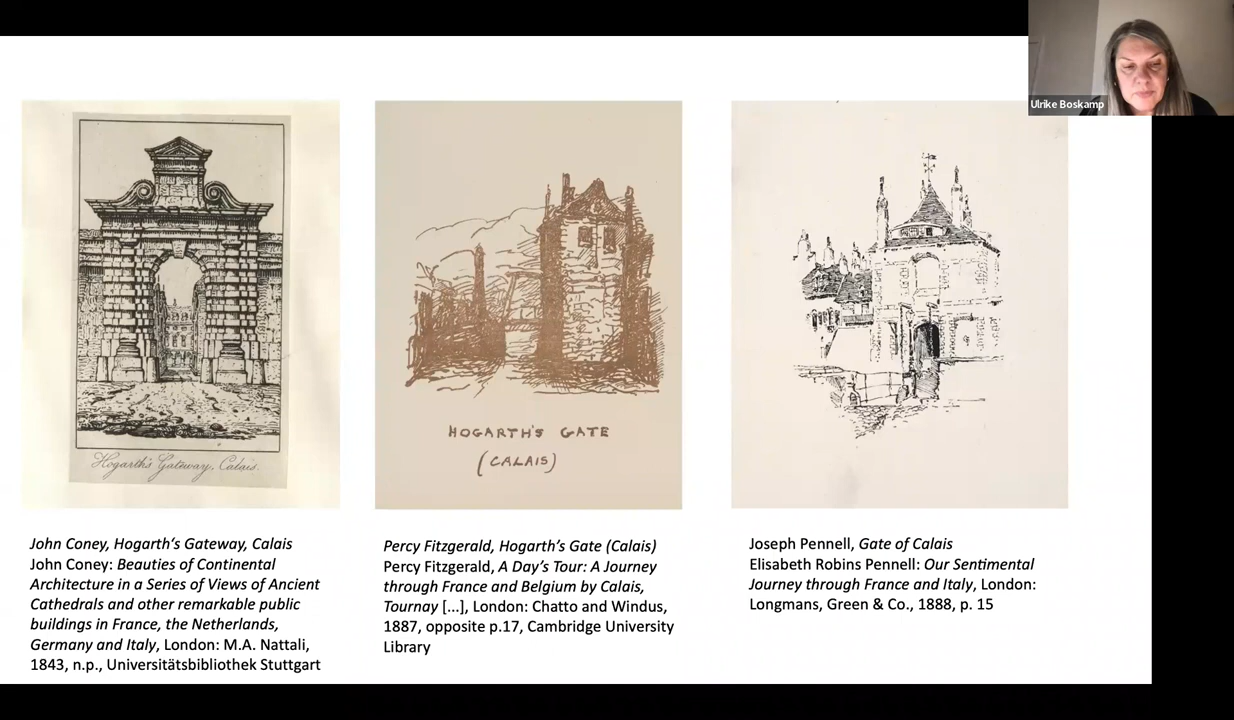 Ulrike Boskamp
Hogarth's Gateway, Calais.
HOGARTH'S GATE
(CALAIS)
John Coney, Hogarth‘s Gateway, Calais
John Coney: Beauties of Continental
Architecture in a Series of Views of Ancient
Cathedrals and other remarkable public
buildings in France, the Netherlands,
Germany and Italy, London: M.A. Nattali,
1843, n.p., Universitätsbibliothek Stuttgart
Percy Fitzgerald, Hogarth’s Gate (Calais)
Percy Fitzgerald, A Day’s Tour: A Journey
through France and Belgium by Calais,
Tournay [...], London: Chatto and Windus,
1887, opposite p.17, Cambridge University
Library
Joseph Pennell, Gate of Calais
Elisabeth Robins Pennell: Our Sentimental
Journey through France and Italy, London:
Longmans, Green & Co., 1888, p. 15